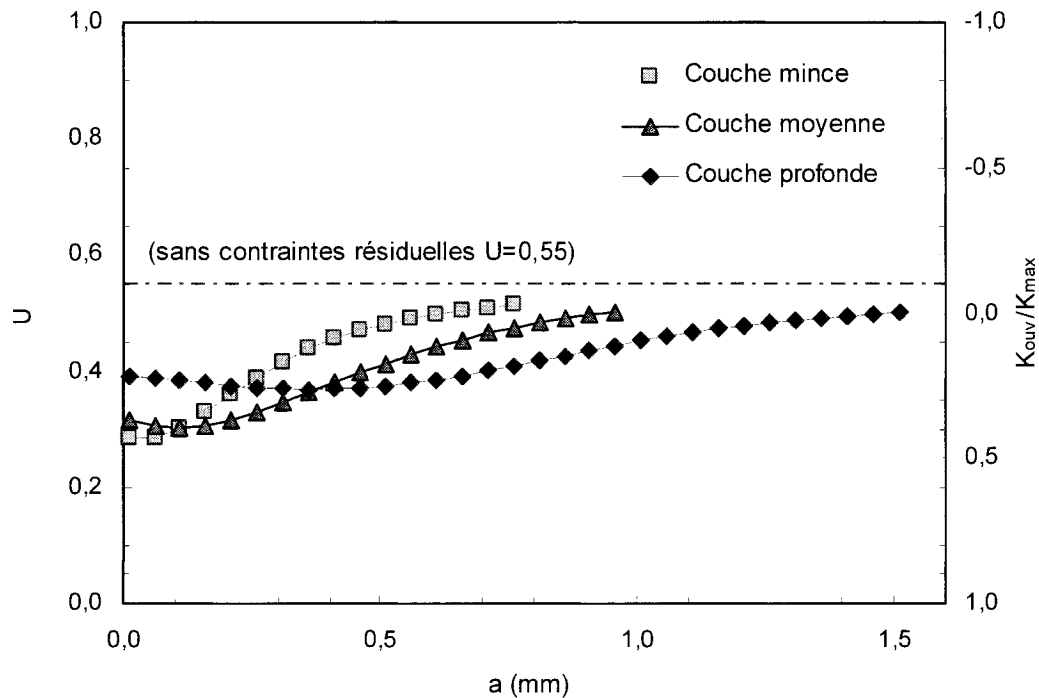 1,0
0,8
0,6
0,4
0,2
0,0
U
-1,0
-0,5
0,0
0,5
1,0
Kouv/Kmax
Couche mince
Couche moyenne
Couche profonde
(sans contraintes résiduelles U=0,55)
0,0
0,5
1,0
1,5
a (mm)